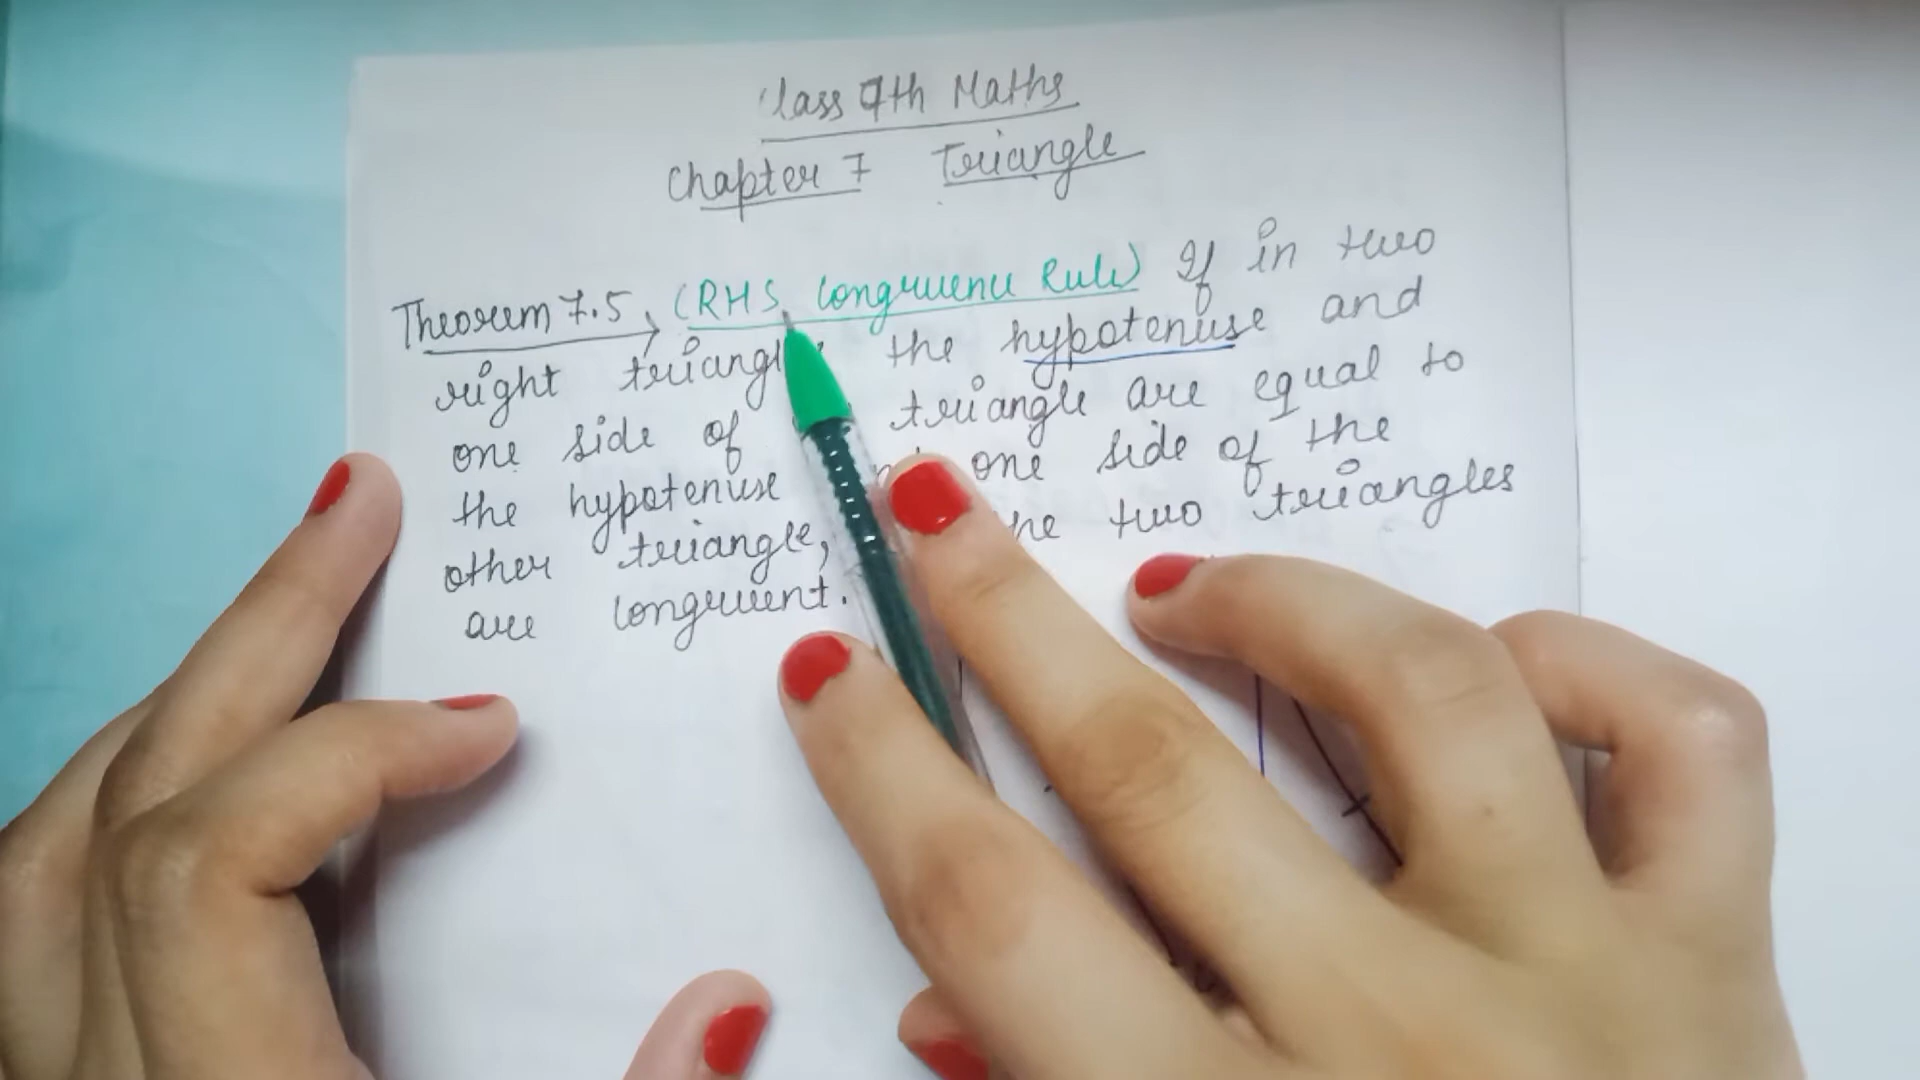 Class 9th Maths
Chapter 7 Triangle
Theorem 7.5, (RHS Congruence Rule) If in two
right triangles the hypotenuse and
one side of triangle are equal to
the hypotenuse one side of the
other triangle, the two triangles
are congruent.